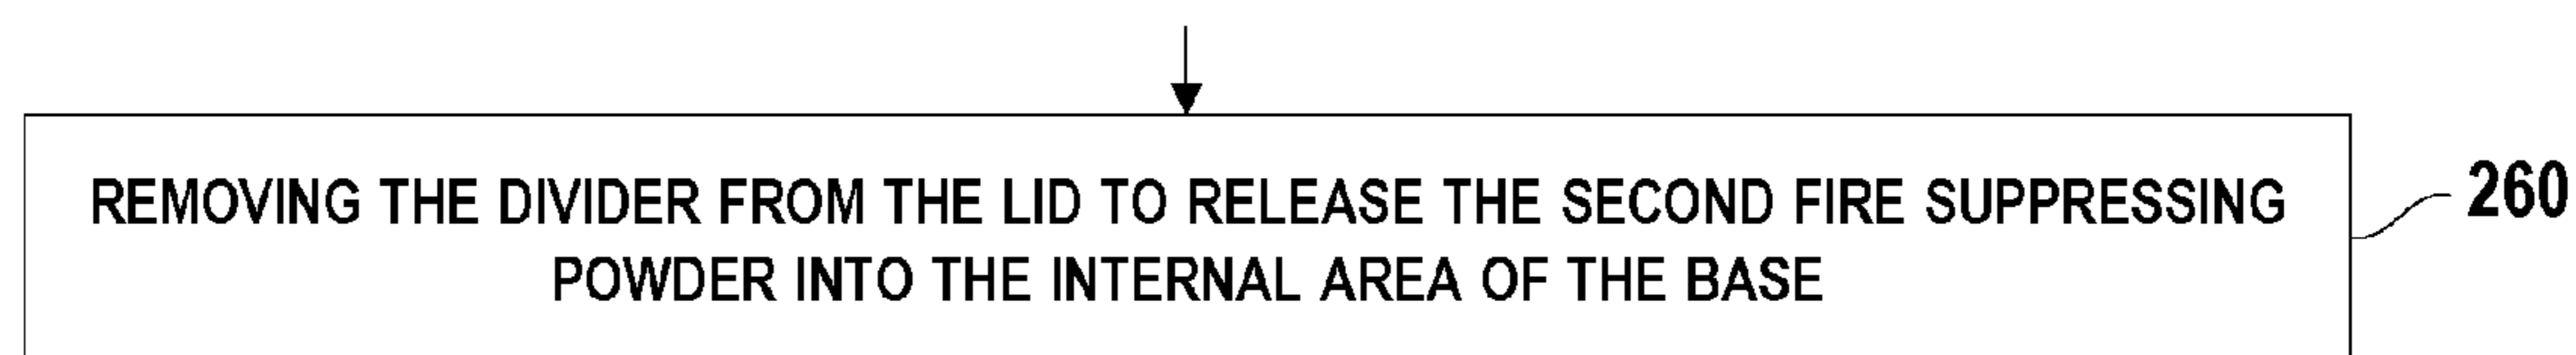 REMOVING THE DIVIDER FROM THE LID TO RELEASE THE SECOND FIRE SUPPRESSING
POWDER INTO THE INTERNAL AREA OF THE BASE
260